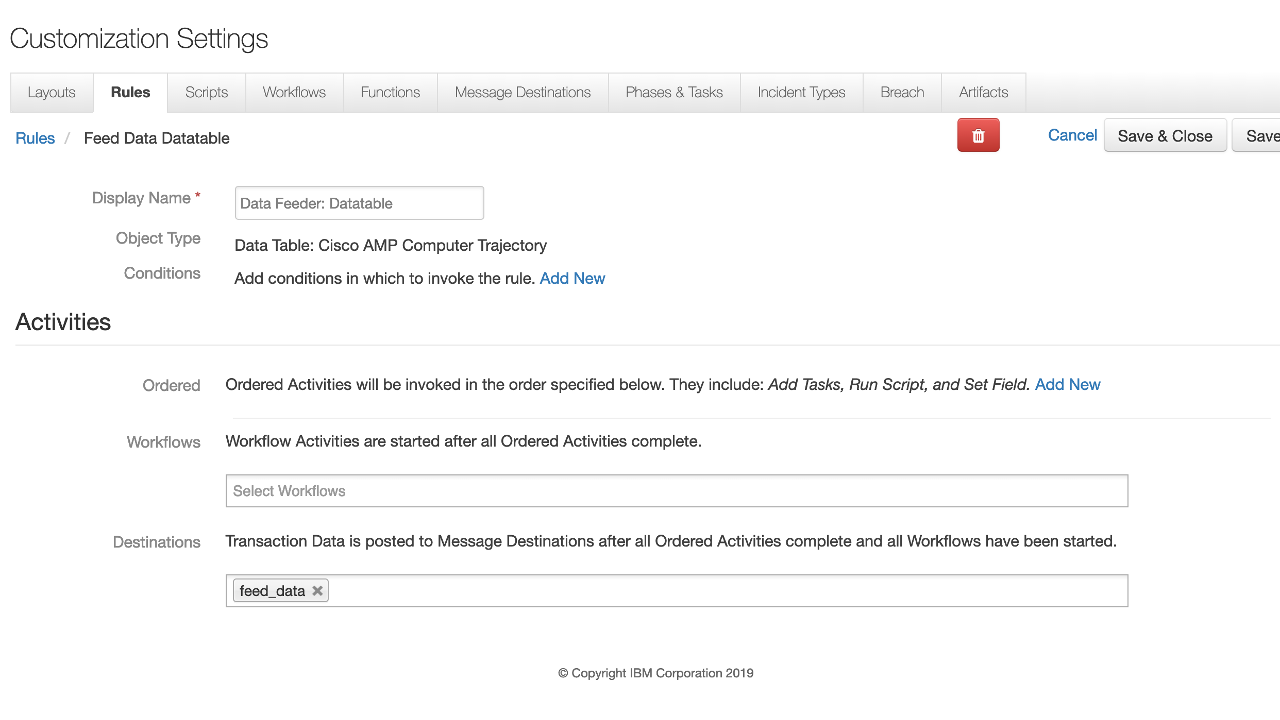 Customization Settings
Layouts Rules Scripts Workflows Functions Message Destinations Phases & Tasks Incident Types Breach Artifacts
Rules / Feed Data Datatable Cancel Save & Close Save
Display Name * Data Feeder: Datatable
Object Type Data Table: Cisco AMP Computer Trajectory
Conditions Add conditions in which to invoke the rule. Add New
Activities
Ordered Ordered Activities will be invoked in the order specified below. They include: Add Tasks, Run Script, and Set Field. Add New
Workflows Workflow Activities are started after all Ordered Activities complete.
Select Workflows
Destinations Transaction Data is posted to Message Destinations after all Ordered Activities complete and all Workflows have been started.
feed_data ✖
© Copyright IBM Corporation 2019